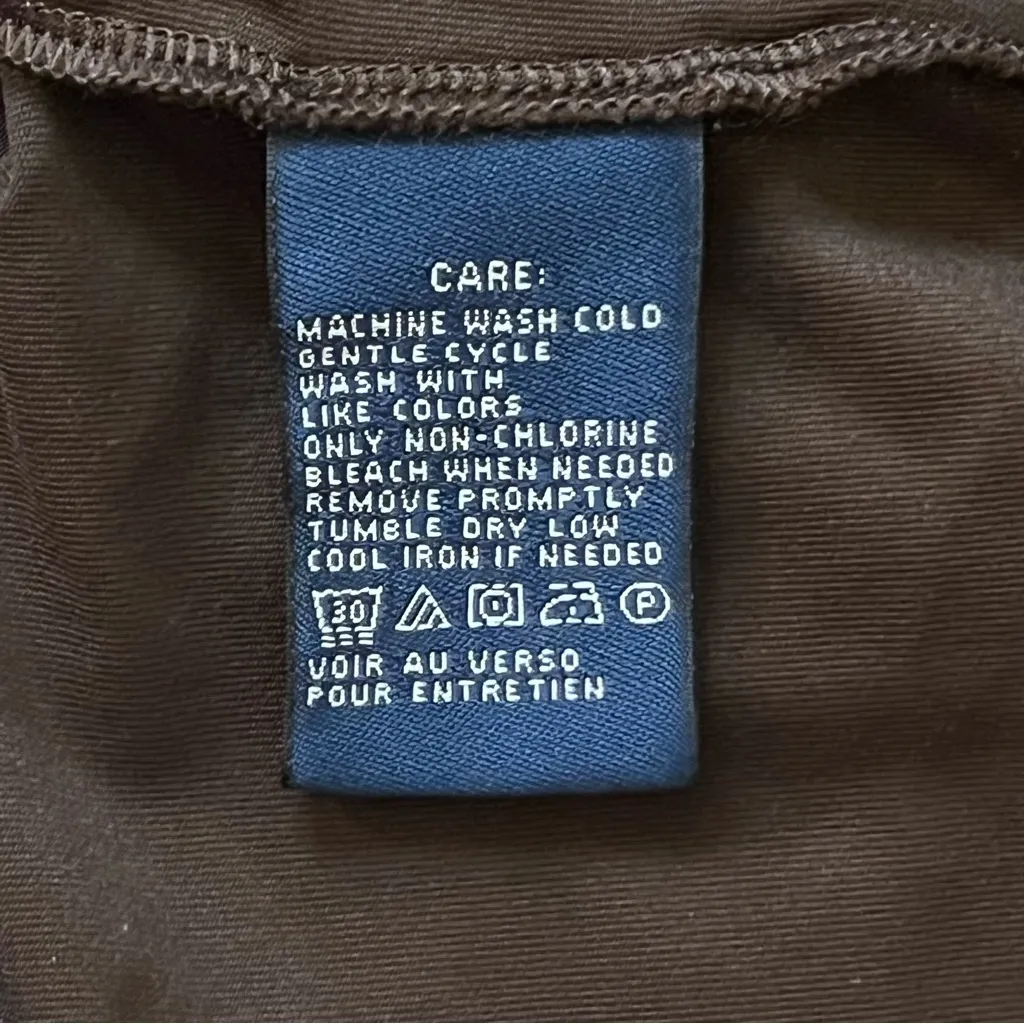 CARE:
MACHINE WASH COLD
GENTLE CYCLE
WASH WITH
LIKE COLORS
ONLY NON-CHLORINE
BLEACH WHEN NEEDED
REMOVE PROMPTLY
TUMBLE DRY LOW
COOL IRON IF NEEDED
30 P
VOIR AU VERSO
POUR ENTRETIEN